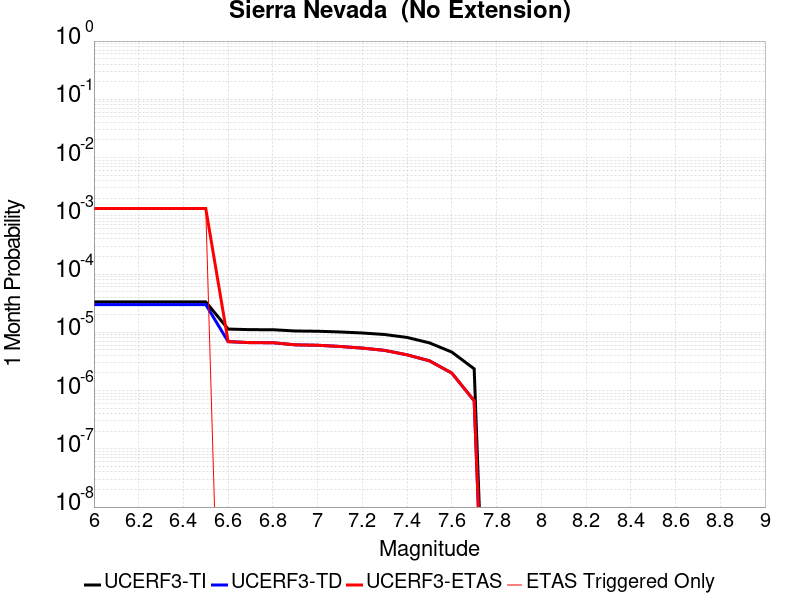 Sierra Nevada  (No Extension)
10^0
10^-1
10^-2
10^-3
10^-4
10^-5
10^-6
10^-7
10^-8
1 Month Probability
6 6.2 6.4 6.6 6.8 7 7.2 7.4 7.6 7.8 8 8.2 8.4 8.6 8.8 9
Magnitude
UCERF3-TI UCERF3-TD UCERF3-ETAS ETAS Triggered Only